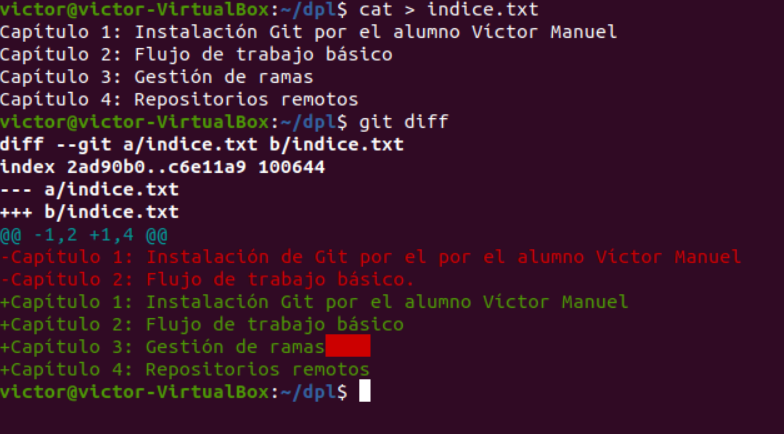 victor@victor-VirtualBox:~/dpl$ cat > indice.txt
Capítulo 1: Instalación Git por el alumno Víctor Manuel
Capítulo 2: Flujo de trabajo básico
Capítulo 3: Gestión de ramas
Capítulo 4: Repositorios remotos
victor@victor-VirtualBox:~/dpl$ git diff
diff --git a/indice.txt b/indice.txt
index 2ad90b0..c6e11a9 100644
--- a/indice.txt
+++ b/indice.txt
@@ -1,2 +1,4 @@
-Capítulo 1: Instalación de Git por el por el alumno Víctor Manuel
-Capítulo 2: Flujo de trabajo básico.
+Capítulo 1: Instalación Git por el alumno Víctor Manuel
+Capítulo 2: Flujo de trabajo básico
+Capítulo 3: Gestión de ramas
+Capítulo 4: Repositorios remotos
victor@victor-VirtualBox:~/dpl$